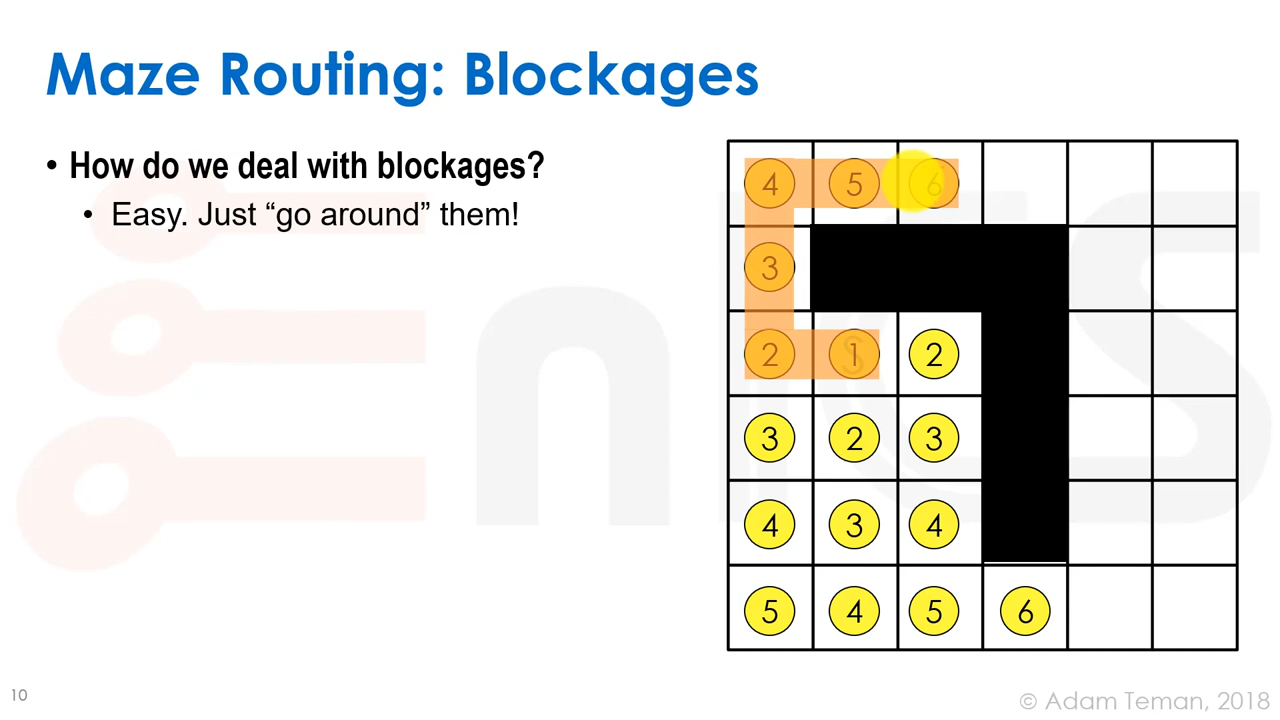 Maze Routing: Blockages
• How do we deal with blockages?
• Easy. Just “go around” them!
4 5 6
3
2 1 2
3 2 3
4 3 4
5 4 5 6
10
© Adam Teman, 2018